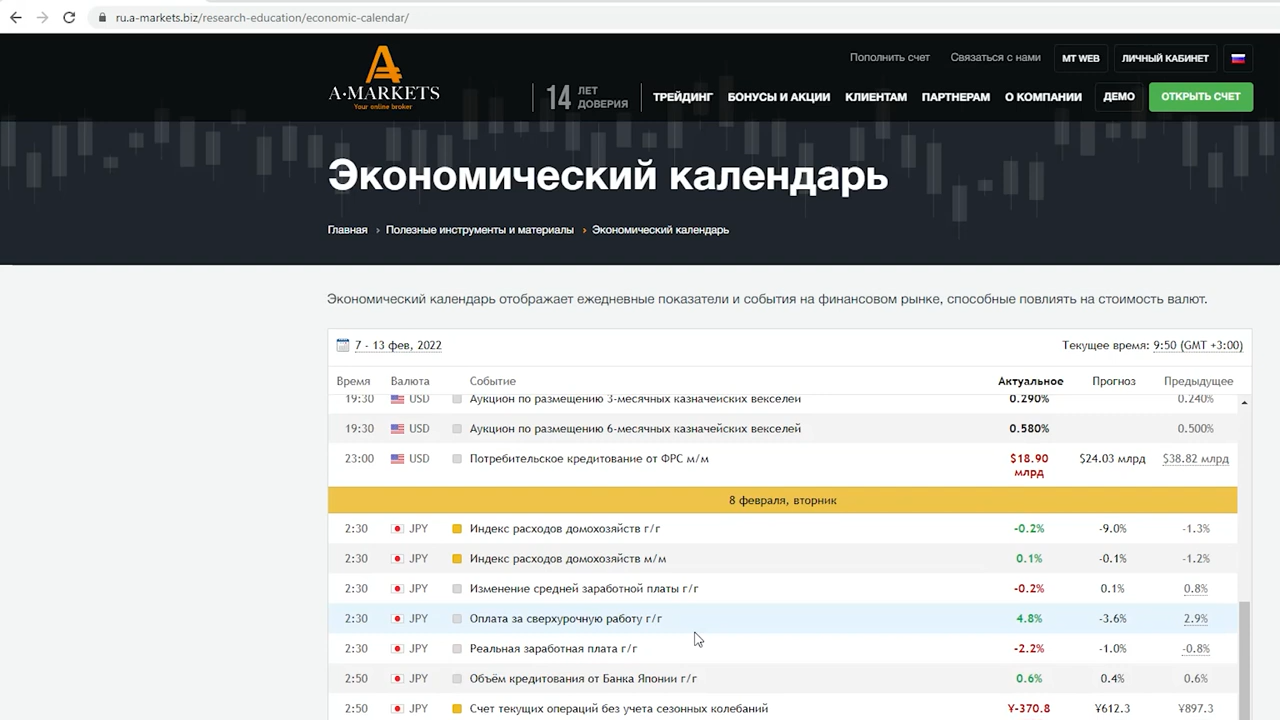 ru.a-markets.biz/research-education/economic-calendar/
A·MARKETS
Your online broker
14 ЛЕТ ДОВЕРИЯ
Пополнить счет Связаться с нами MT WEB ЛИЧНЫЙ КАБИНЕТ
ТРЕЙДИНГ БОНУСЫ И АКЦИИ КЛИЕНТАМ ПАРТНЕРАМ О КОМПАНИИ ДЕМО ОТКРЫТЬ СЧЕТ
Экономический календарь
Главная › Полезные инструменты и материалы › Экономический календарь
Экономический календарь отображает ежедневные показатели и события на финансовом рынке, способные повлиять на стоимость валют.
7 - 13 фев, 2022 Текущее время: 9:50 (GMT +3:00)
Время Валюта Событие Актуальное Прогноз Предыдущее
19:30 USD Аукцион по размещению 3-месячных казначейских векселей 0.290% 0.240%
19:30 USD Аукцион по размещению 6-месячных казначейских векселей 0.580% 0.500%
23:00 USD Потребительское кредитование от ФРС м/м $18.90 млрд $24.03 млрд $38.82 млрд
8 февраля, вторник
2:30 JPY Индекс расходов домохозяйств г/г -0.2% -9.0% -1.3%
2:30 JPY Индекс расходов домохозяйств м/м 0.1% -0.1% -1.2%
2:30 JPY Изменение средней заработной платы г/г -0.2% 0.1% 0.8%
2:30 JPY Оплата за сверхурочную работу г/г 4.8% -3.6% 2.9%
2:30 JPY Реальная заработная плата г/г -2.2% -1.0% -0.8%
2:50 JPY Объём кредитования от Банка Японии г/г 0.6% 0.4% 0.6%
2:50 JPY Счет текущих операций без учета сезонных колебаний ¥-370.8 ¥612.3 ¥897.3